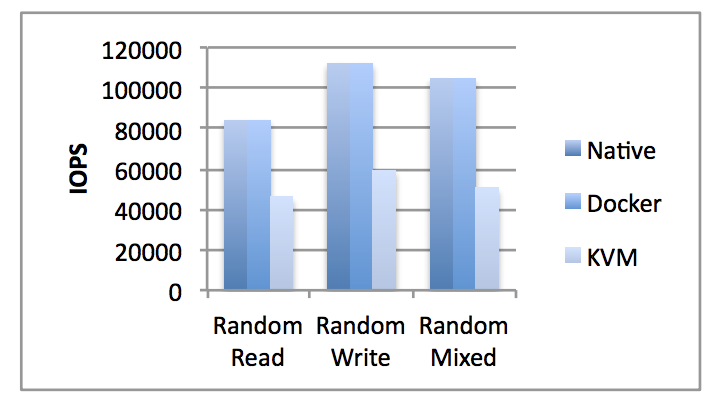 120000
100000
80000
60000
40000
20000
0
IOPS
Random Read
Random Write
Random Mixed
Native
Docker
KVM